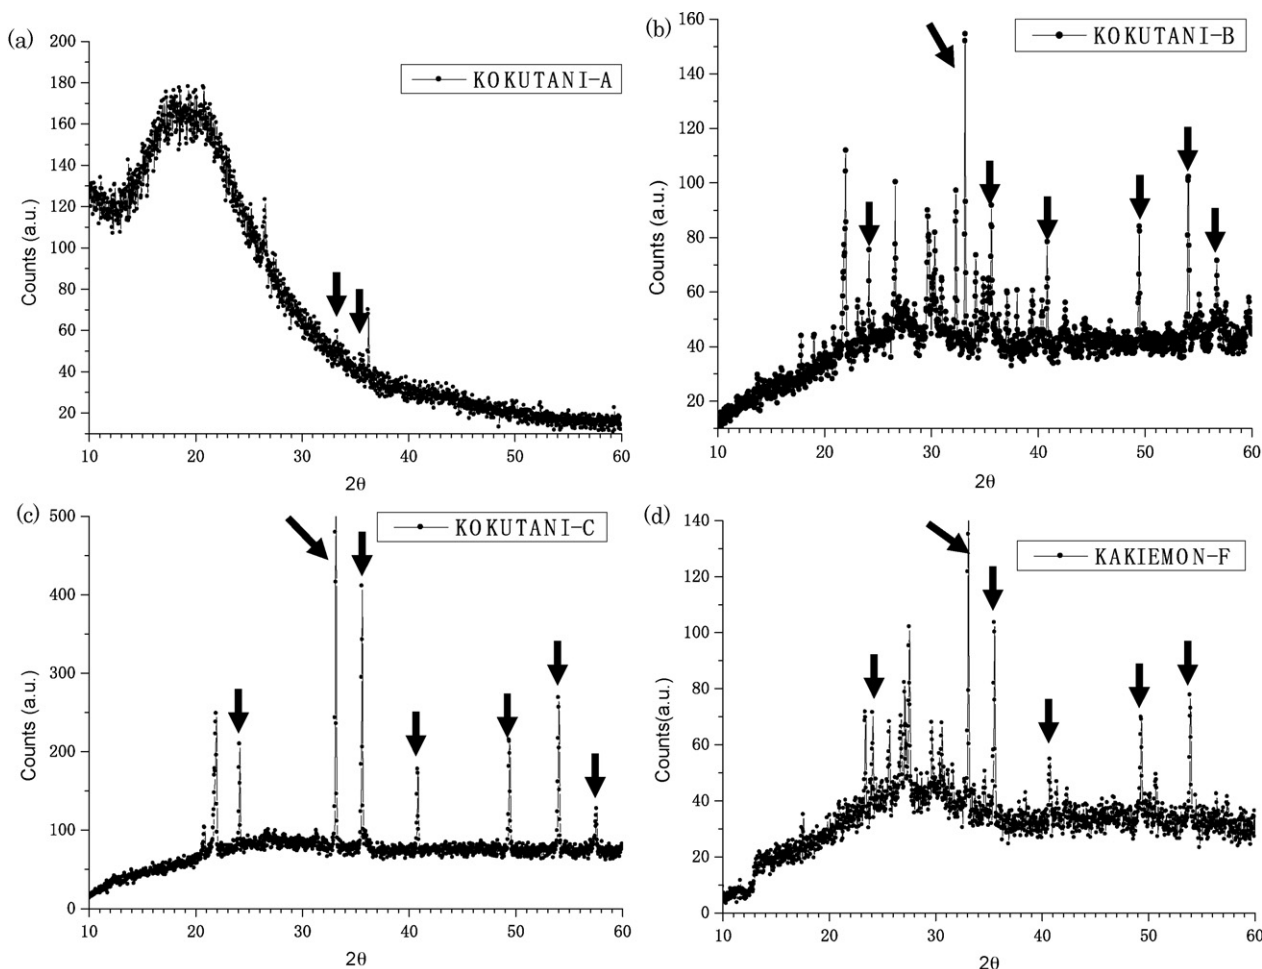 (a)
KOKUTANI-A
200
180
160
140
120
100
80
60
40
20
Counts (a.u.)
10 20 30 40 50 60
2θ
(b)
KOKUTANI-B
160
140
120
100
80
60
40
20
Counts (a.u.)
10 20 30 40 50 60
2θ
(c)
KOKUTANI-C
500
400
300
200
100
0
Counts (a.u.)
10 20 30 40 50 60
2θ
(d)
KAKIEMON-F
140
120
100
80
60
40
20
0
Counts(a.u.)
10 20 30 40 50 60
2θ